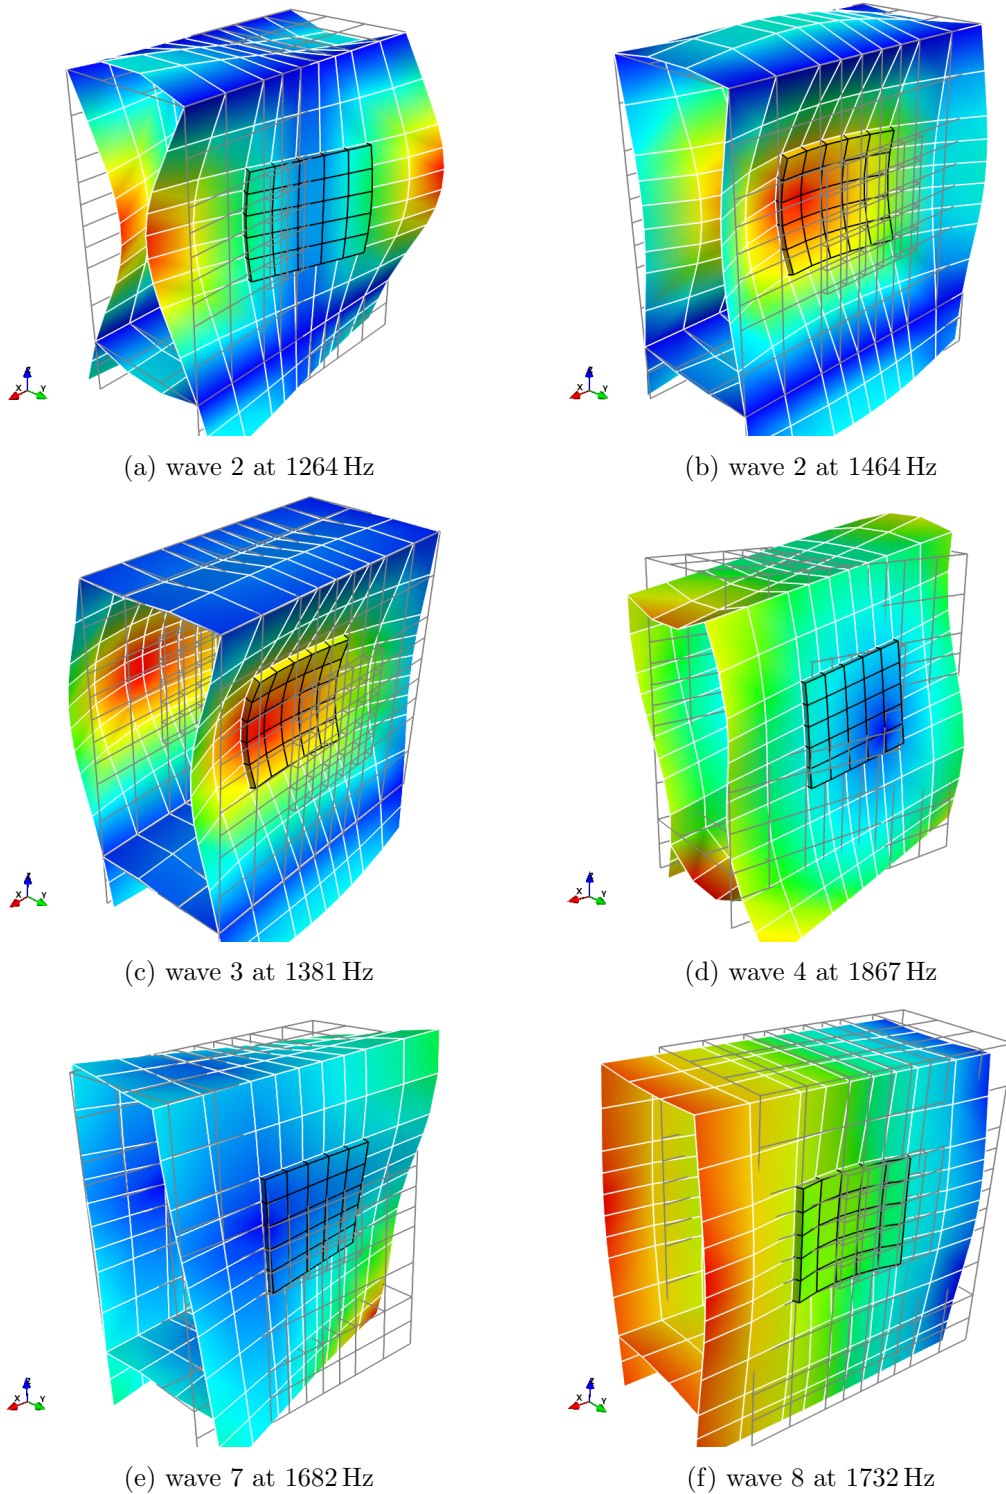 (a) wave 2 at 1264 Hz
(b) wave 2 at 1464 Hz
(c) wave 3 at 1381 Hz
(d) wave 4 at 1867 Hz
(e) wave 7 at 1682 Hz
(f) wave 8 at 1732 Hz
X Y Z
X Y Z
X Y Z
X Y Z
X Y Z
X Y Z